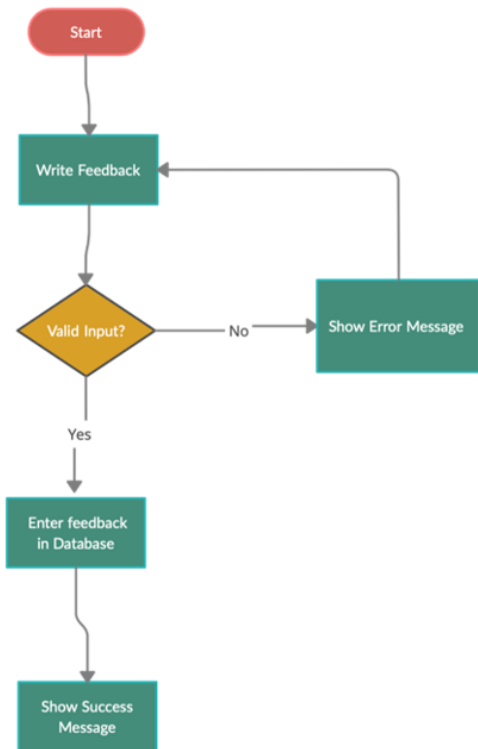 Start
Write Feedback
Valid Input?
No
Show Error Message
Yes
Enter feedback
in Database
Show Success
Message